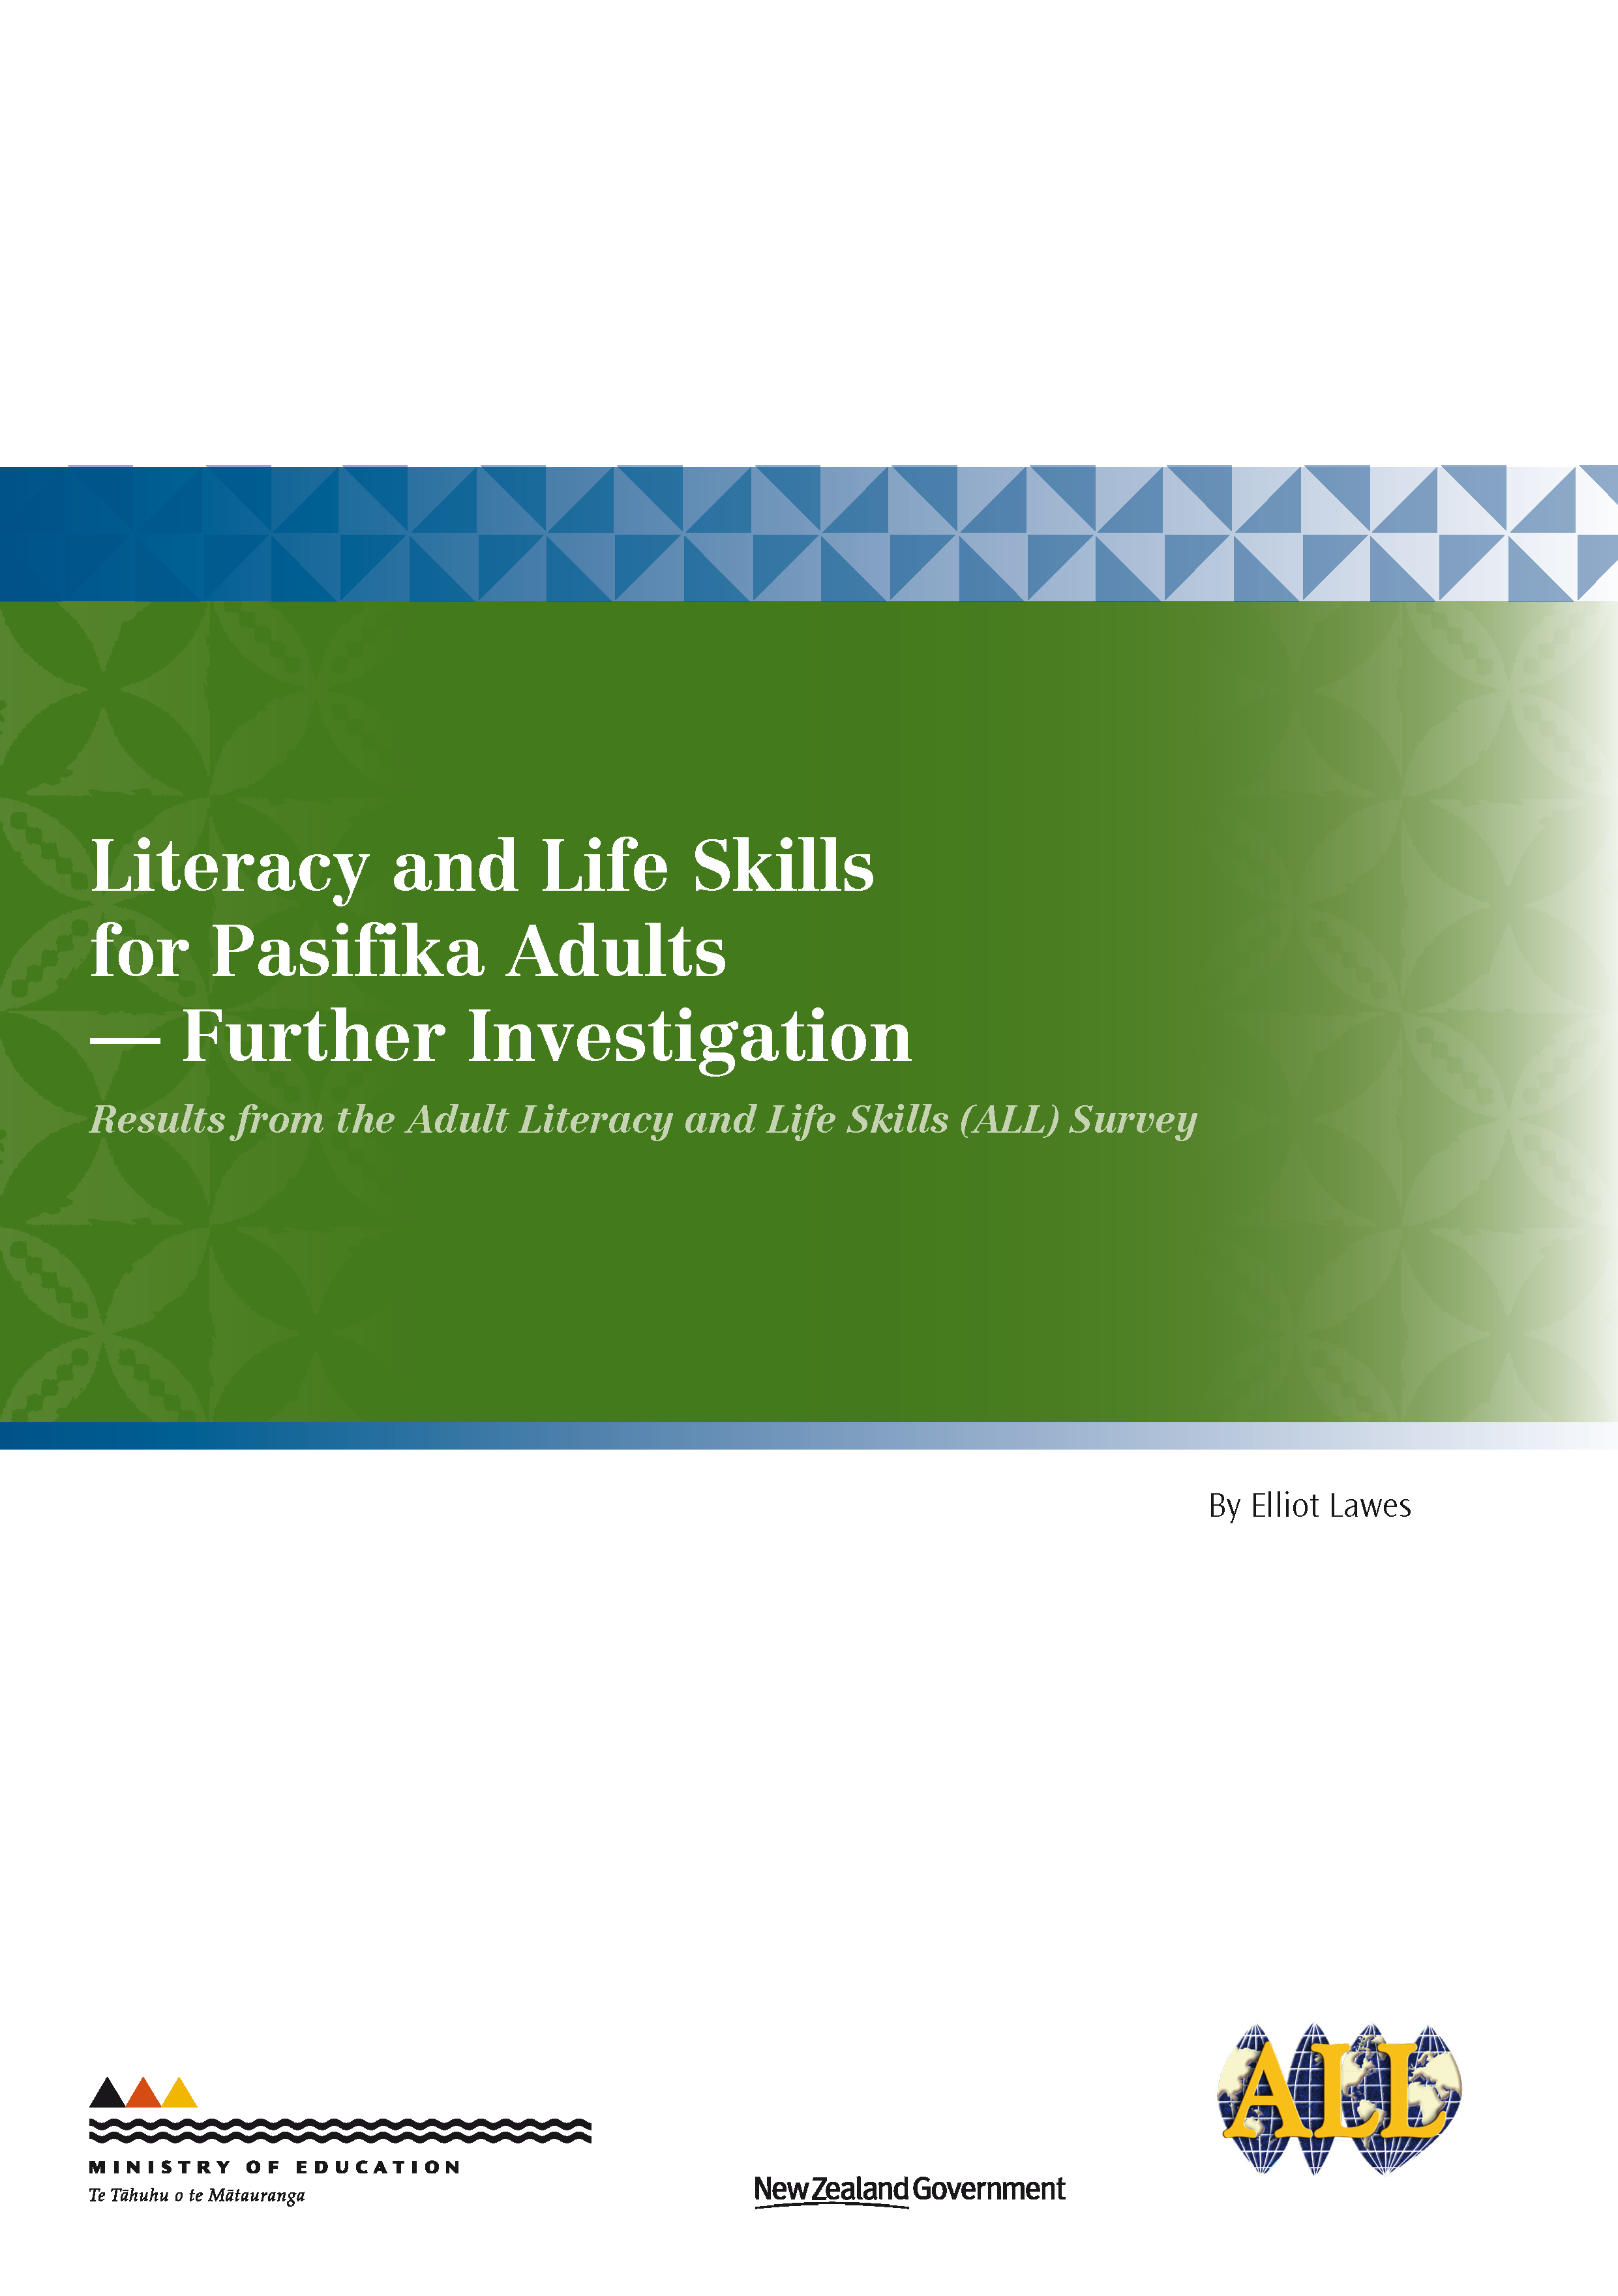 Literacy and Life Skills
for Pasifika Adults
— Further Investigation
Results from the Adult Literacy and Life Skills (ALL) Survey
By Elliot Lawes
MINISTRY OF EDUCATION
Te Tāhuhu o te Mātauranga
New Zealand Government
ALL